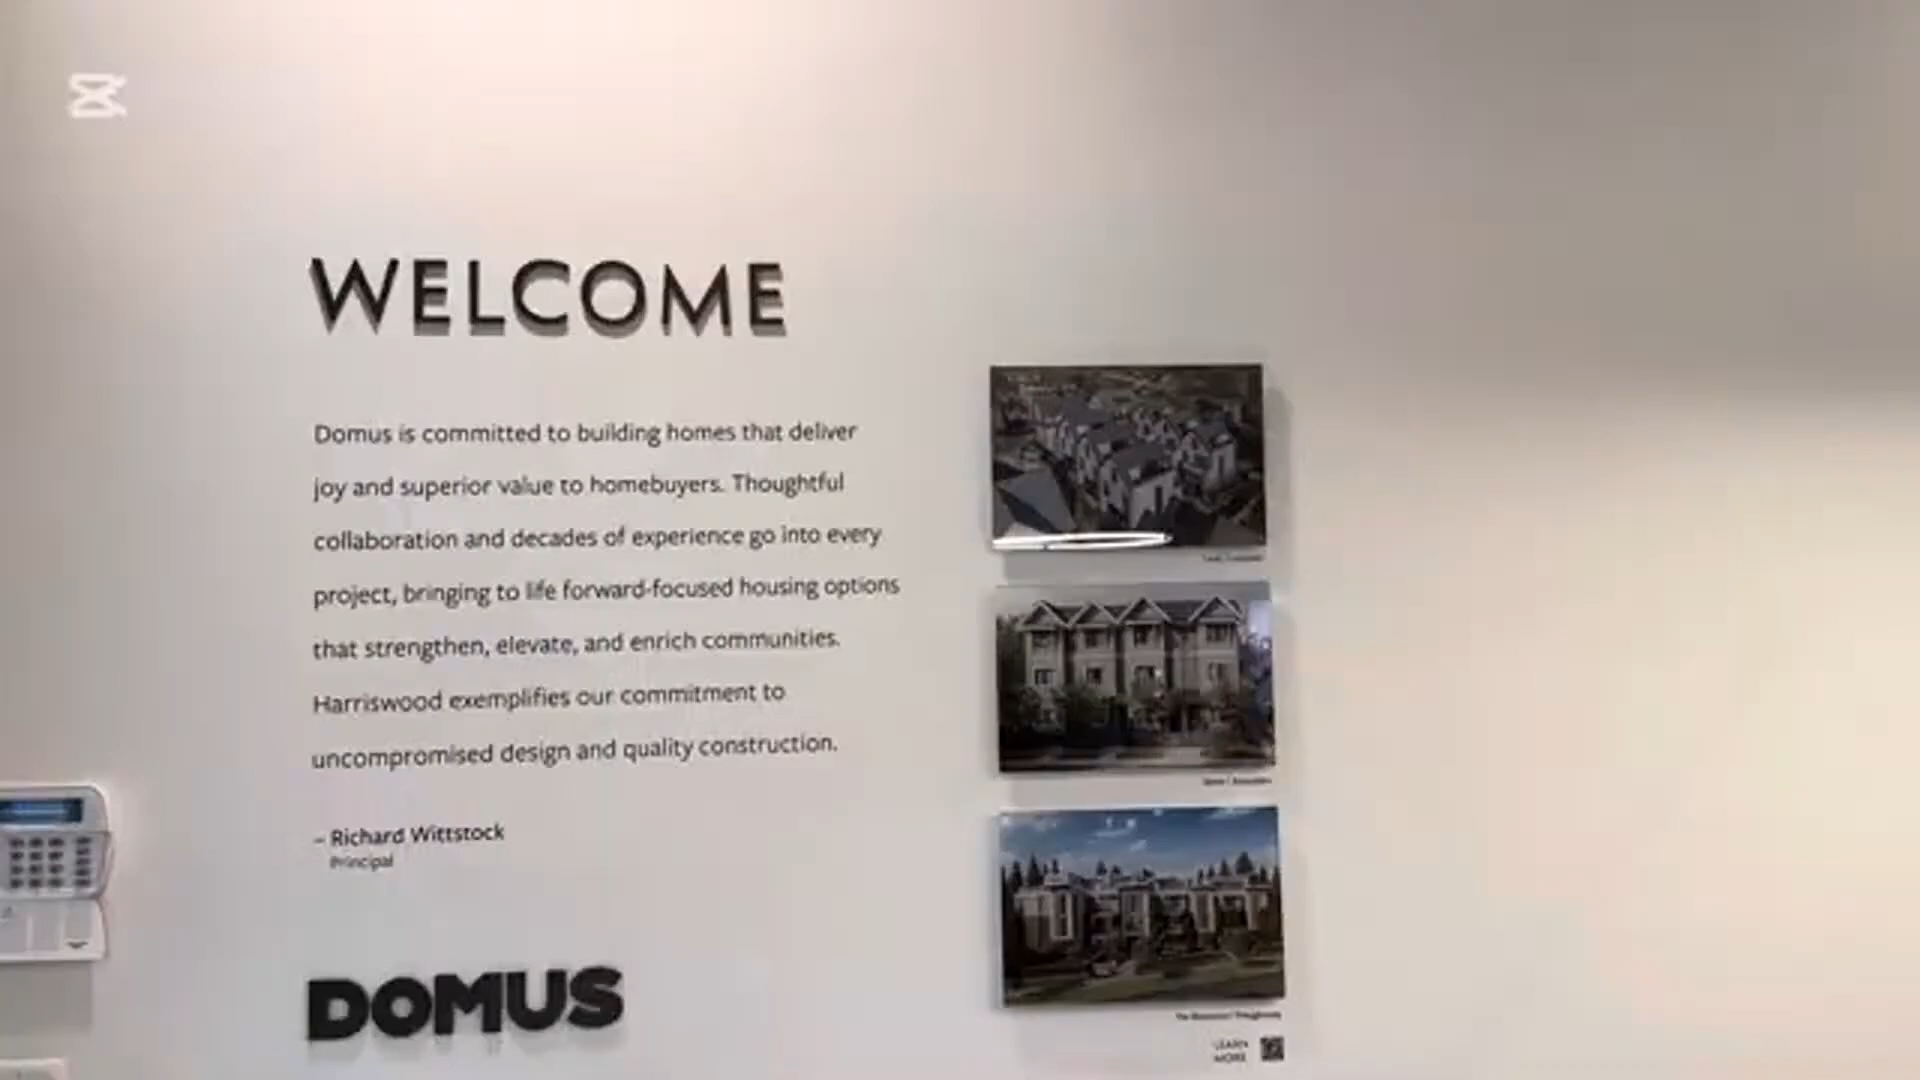 WELCOME
Domus is committed to building homes that deliver
joy and superior value to homebuyers. Thoughtful
collaboration and decades of experience go into every
project, bringing to life forward-focused housing options
that strengthen, elevate, and enrich communities.
Harriswood exemplifies our commitment to
uncompromised design and quality construction.
– Richard Wittstock
Principal
DOMUS
LEARN
MORE